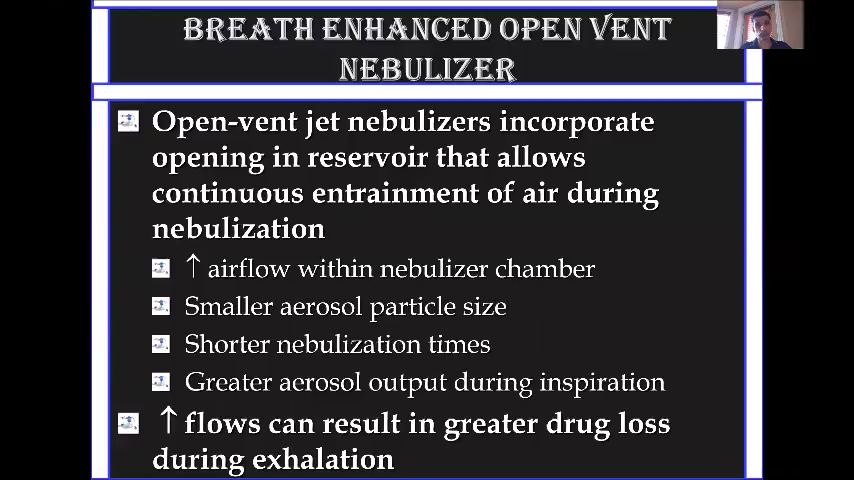 BREATH ENHANCED OPEN VENT
NEBULIZER
Open-vent jet nebulizers incorporate
opening in reservoir that allows
continuous entrainment of air during
nebulization
↑ airflow within nebulizer chamber
Smaller aerosol particle size
Shorter nebulization times
Greater aerosol output during inspiration
↑ flows can result in greater drug loss
during exhalation